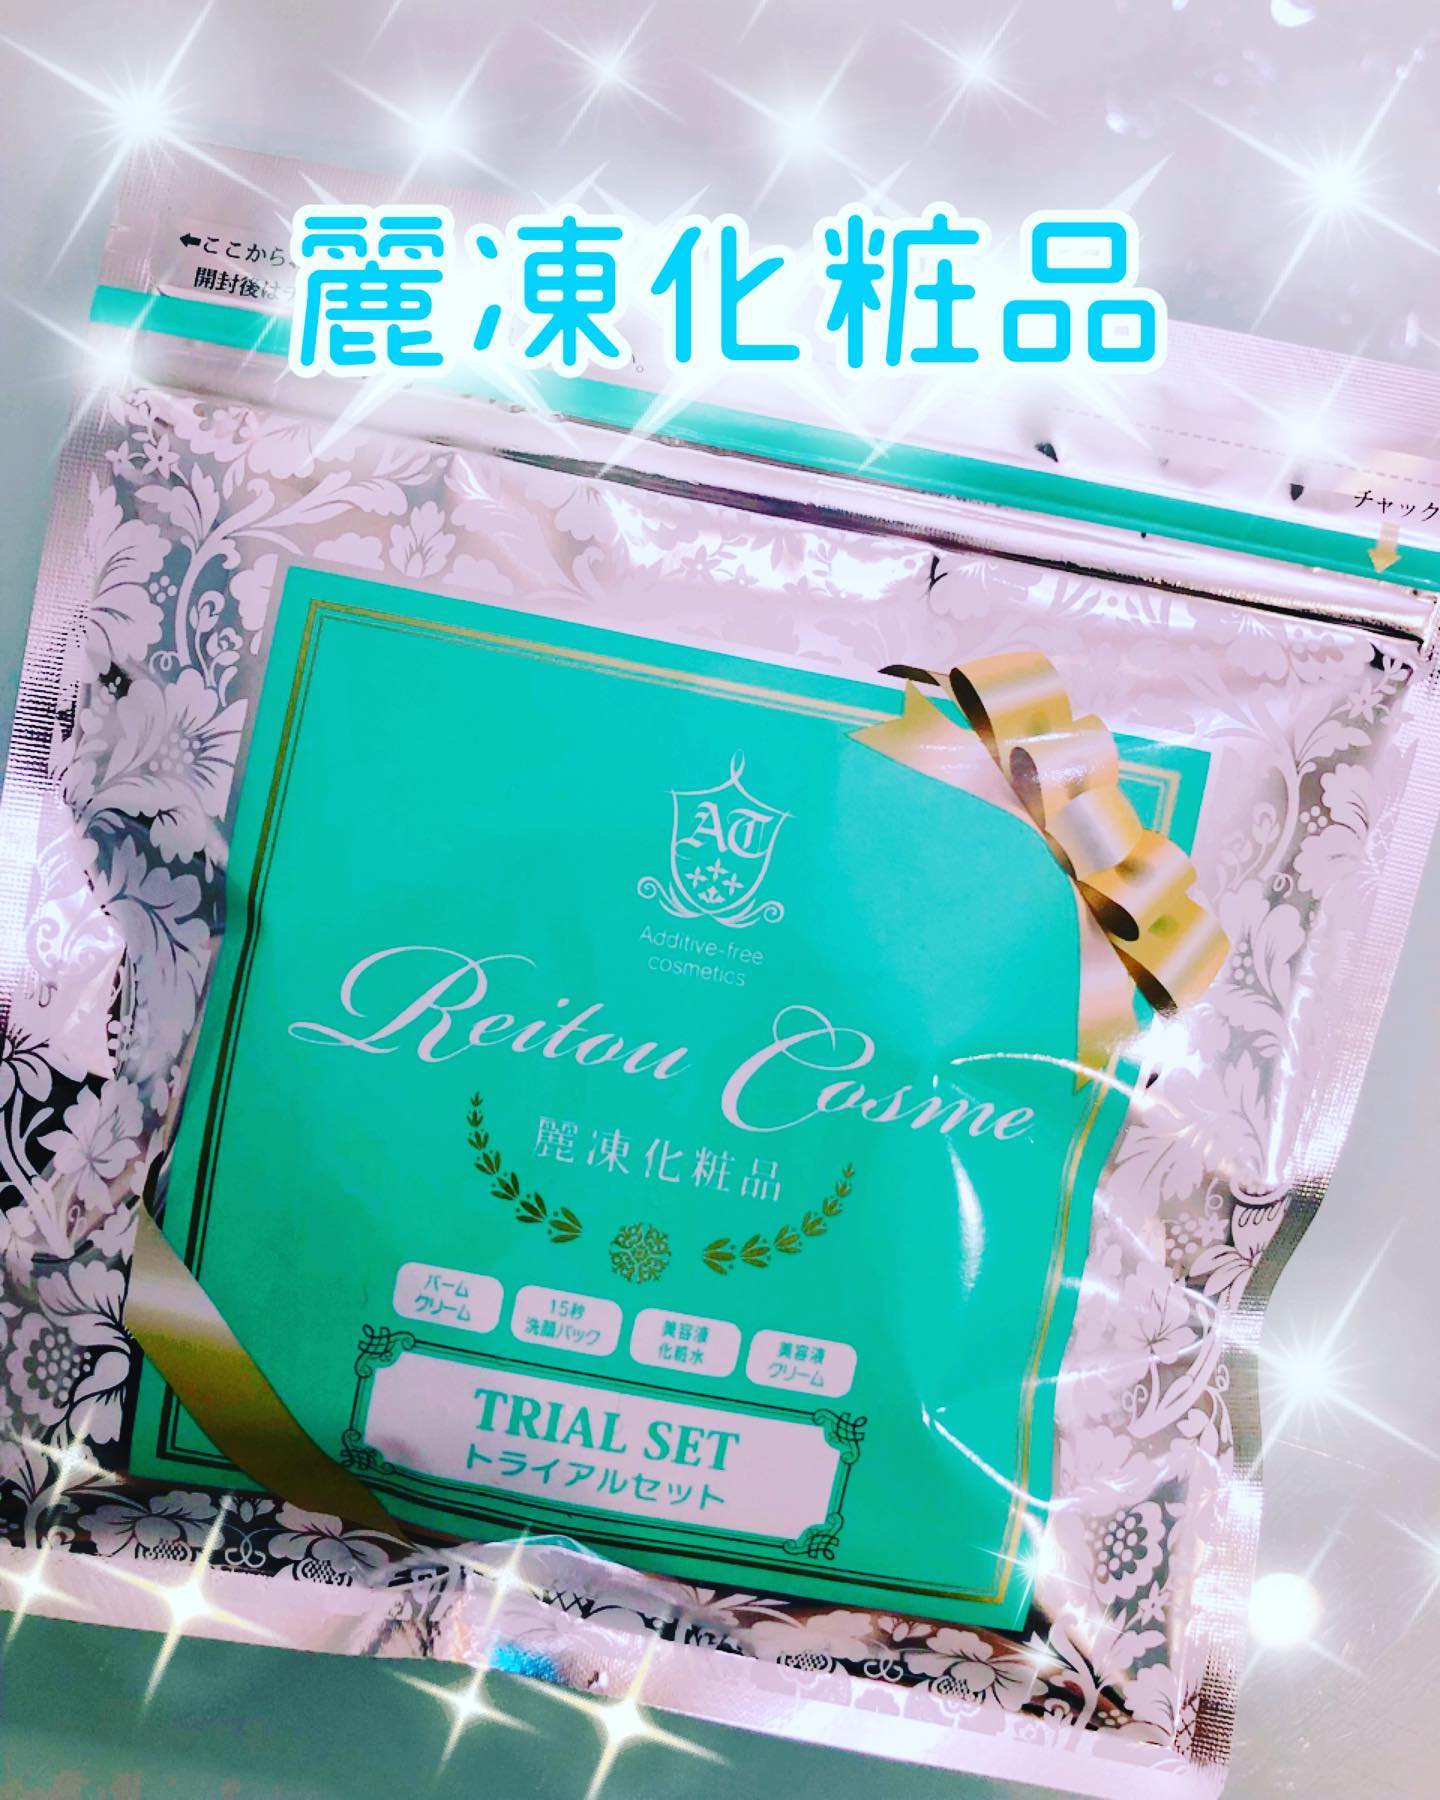 麗凍化粧品
←ここから
開封後は
チャック
AT
Additive-free
cosmetics
Reitou Cosme
麗凍化粧品
バーム
クリーム
15秒
洗顔パック
美容液
化粧水
美容液
クリーム
TRIAL SET
トライアルセット